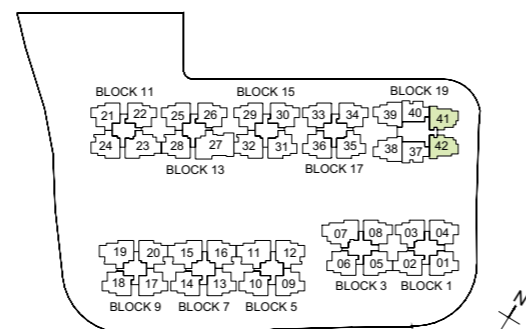 BLOCK 11 BLOCK 15 BLOCK 19
21 22 25 26 29 30 33 34 39 40 41
24 23 28 27 32 31 36 35 38 37 42
BLOCK 13 BLOCK 17
07 08 03 04
19 20 15 16 11 12 06 05 02 01
18 17 14 13 10 09 BLOCK 3 BLOCK 1
BLOCK 9 BLOCK 7 BLOCK 5
N